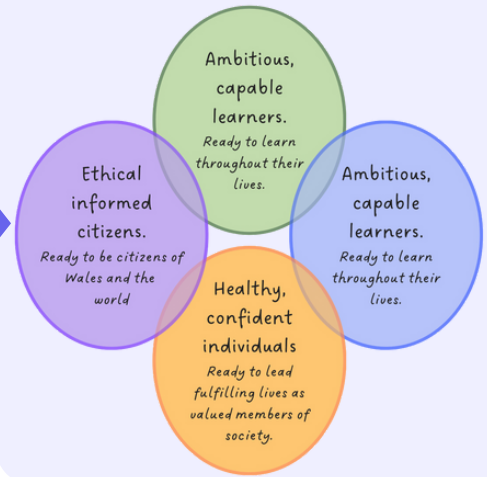 Ambitious,
capable
learners.
Ready to learn
throughout their
lives.
Ethical
informed
citizens.
Ready to be citizens of
Wales and the
world
Ambitious,
capable
learners.
Ready to learn
throughout their
lives.
Healthy,
confident
individuals
Ready to lead
fulfilling lives as
valued members of
society.